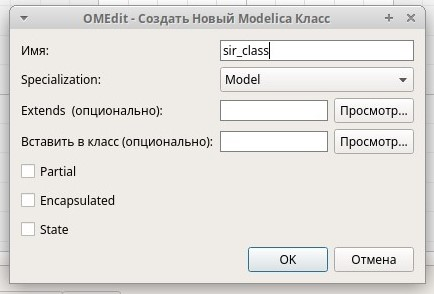 OMEdit - Создать Новый Modelica Класс
Имя: sir_class
Specialization: Model
Extends (опционально): Просмотр...
Вставить в класс (опционально): Просмотр...
Partial
Encapsulated
State
OK Отмена